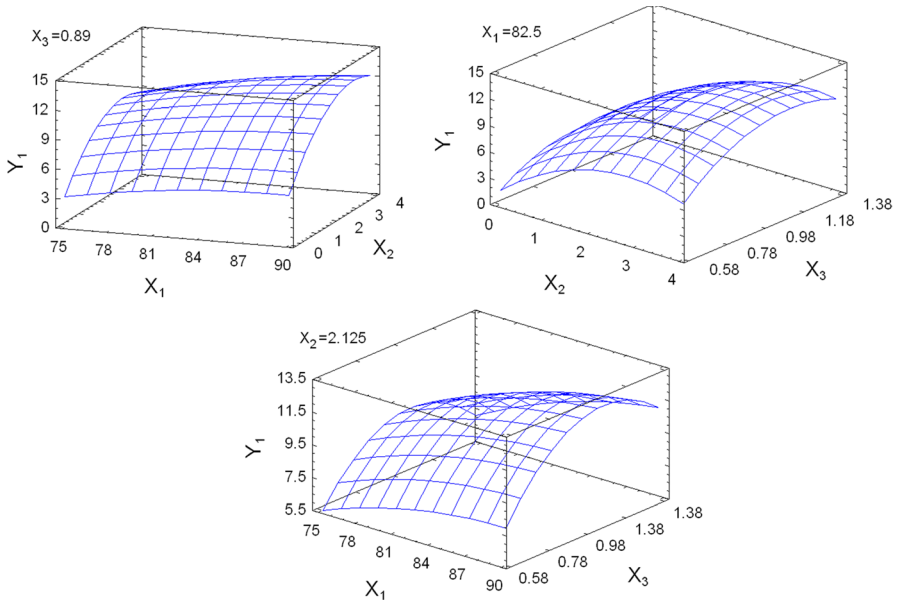 X₃=0.89
15
12
9
6
3
0
Y₁
75 78 81 84 87 90
X₁
0 1 2 3 4
X₂
X₁=82.5
15
12
9
6
3
0
Y₁
0 1 2 3 4
X₂
0.58 0.78 0.98 1.18 1.38
X₃
X₂=2.125
13.5
11.5
9.5
7.5
5.5
Y₁
75 78 81 84 87 90
X₁
0.58 0.78 0.98 1.38 1.38
X₃